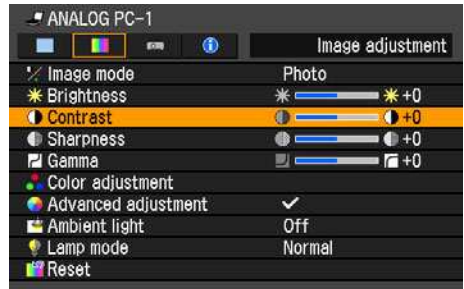 ANALOG PC-1
Image adjustment
Image mode Photo
Brightness +0
Contrast +0
Sharpness +0
Gamma +0
Color adjustment
Advanced adjustment
Ambient light Off
Lamp mode Normal
Reset